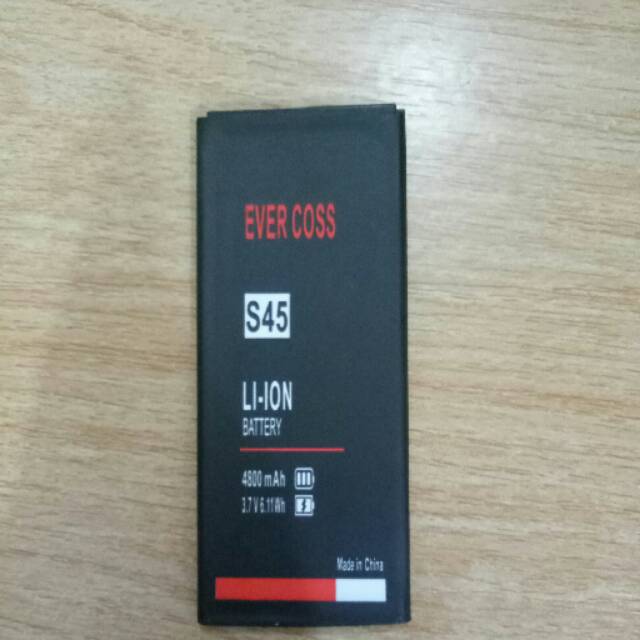 EVER COSS
S45
LI-ION
BATTERY
4800 mAh
3.7 V 6.11Wh
Made in China